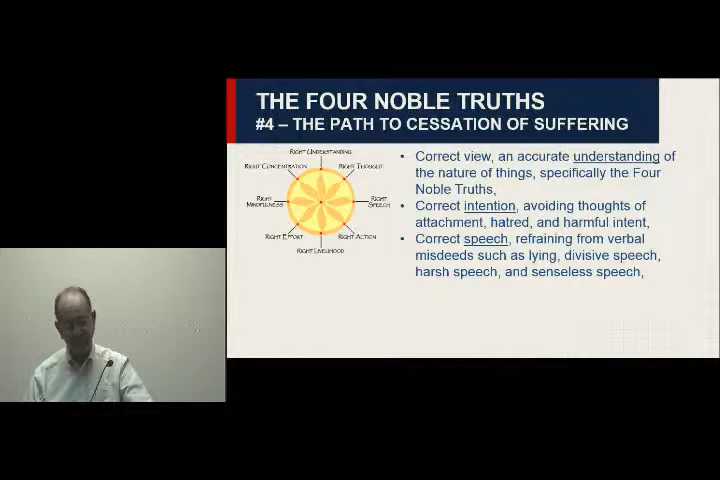 THE FOUR NOBLE TRUTHS
#4 – THE PATH TO CESSATION OF SUFFERING
RIGHT UNDERSTANDING
RIGHT CONCENTRATION
RIGHT THOUGHT
RIGHT
MINDFULNESS
RIGHT
SPEECH
RIGHT EFFORT
RIGHT ACTION
RIGHT LIVELIHOOD
• Correct view, an accurate understanding of
the nature of things, specifically the Four
Noble Truths,
• Correct intention, avoiding thoughts of
attachment, hatred, and harmful intent,
• Correct speech, refraining from verbal
misdeeds such as lying, divisive speech,
harsh speech, and senseless speech,